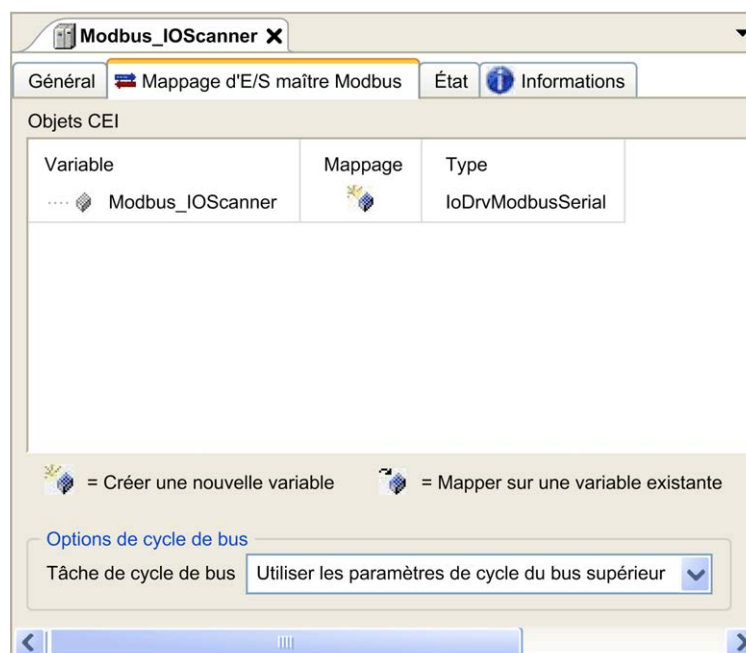 Modbus_IOScanner
Général Mappage d'E/S maître Modbus État Informations
Objets CEI
Variable Mappage Type
Modbus_IOScanner IoDrvModbusSerial
= Créer une nouvelle variable = Mapper sur une variable existante
Options de cycle de bus
Tâche de cycle de bus Utiliser les paramètres de cycle du bus supérieur